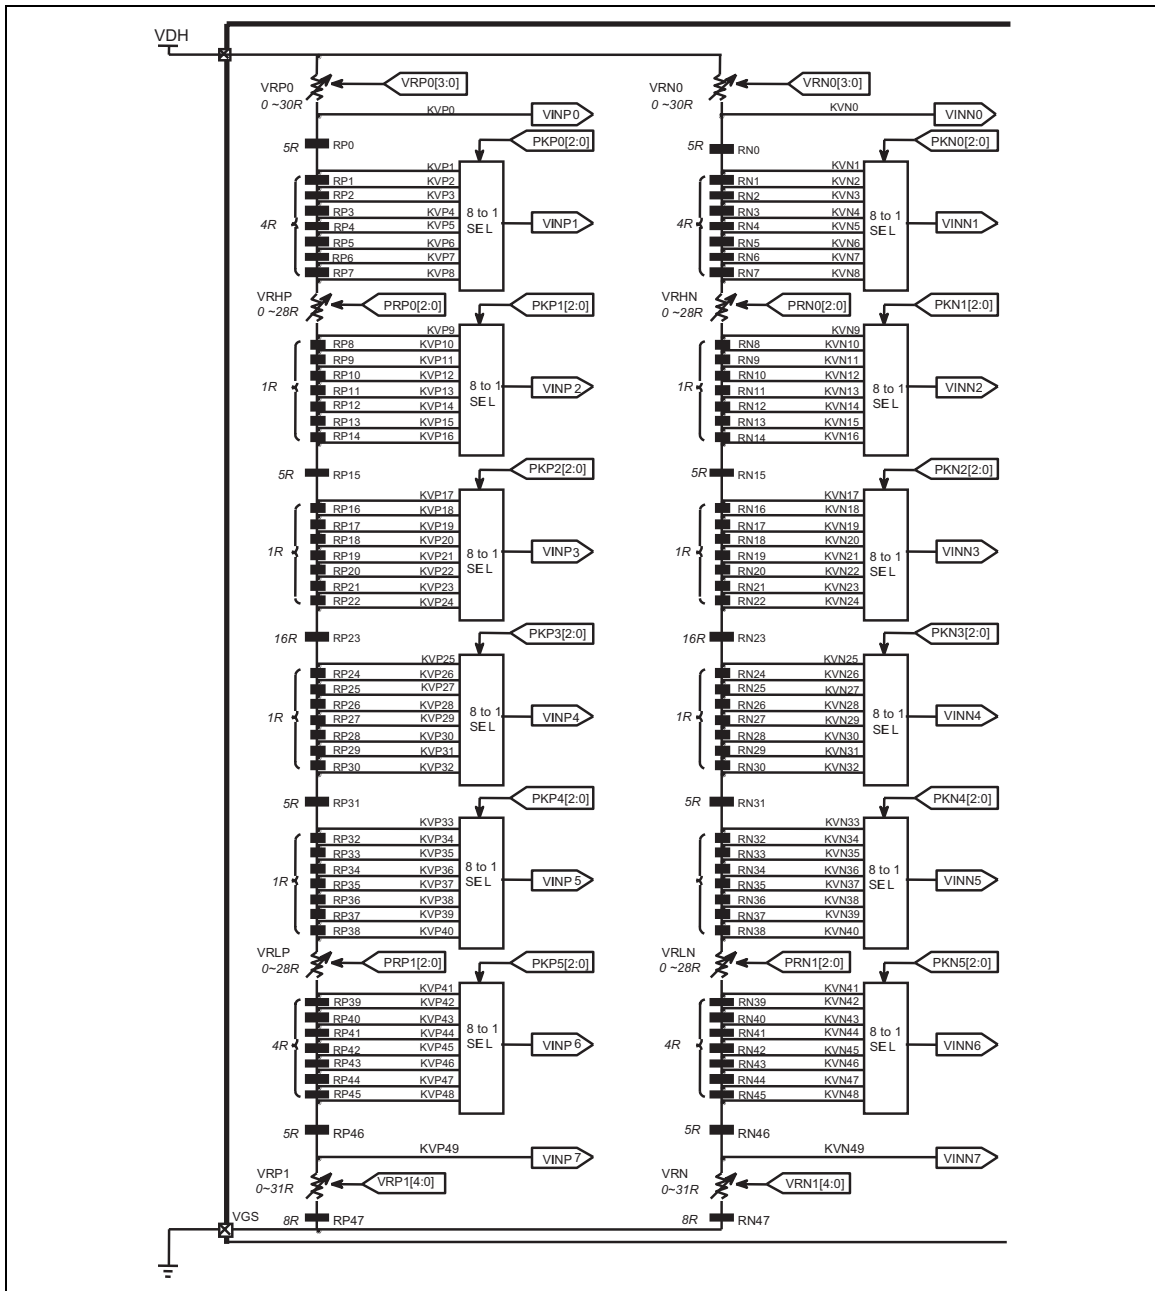 VDH
VRP0
0 ~30R
VRP0[3:0]
KVP0
VINP0
5R
RP0
PKP0[2:0]
KVP1
RP1
KVP2
RP2
KVP3
RP3
KVP4
RP4
KVP5
RP5
KVP6
RP6
KVP7
RP7
KVP8
4R
8 to 1
SEL
VINP1
VRHP
0 ~28R
PRP0[2:0]
PKP1[2:0]
KVP9
RP8
KVP10
RP9
KVP11
RP10
KVP12
RP11
KVP13
RP12
KVP14
RP13
KVP15
RP14
KVP16
1R
8 to 1
SEL
VINP2
5R
RP15
PKP2[2:0]
KVP17
RP16
KVP18
RP17
KVP19
RP18
KVP20
RP19
KVP21
RP20
KVP22
RP21
KVP23
RP22
KVP24
1R
8 to 1
SEL
VINP3
16R
RP23
PKP3[2:0]
KVP25
RP24
KVP26
RP25
KVP27
RP26
KVP28
RP27
KVP29
RP28
KVP30
RP29
KVP31
RP30
KVP32
1R
8 to 1
SEL
VINP4
5R
RP31
PKP4[2:0]
KVP33
RP32
KVP34
RP33
KVP35
RP34
KVP36
RP35
KVP37
RP36
KVP38
RP37
KVP39
RP38
KVP40
1R
8 to 1
SEL
VINP5
VRLP
0~28R
PRP1[2:0]
PKP5[2:0]
KVP41
RP39
KVP42
RP40
KVP43
RP41
KVP44
RP42
KVP45
RP43
KVP46
RP44
KVP47
RP45
KVP48
4R
8 to 1
SEL
VINP6
5R
RP46
KVP49
VINP7
VRP1
0~31R
VRP1[4:0]
VGS
8R
RP47
VRN0
0 ~30R
VRN0[3:0]
KVN0
VINN0
5R
RN0
PKN0[2:0]
KVN1
RN1
KVN2
RN2
KVN3
RN3
KVN4
RN4
KVN5
RN5
KVN6
RN6
KVN7
RN7
KVN8
4R
8 to 1
SEL
VINN1
VRHN
0 ~28R
PRN0[2:0]
PKN1[2:0]
KVN9
RN8
KVN10
RN9
KVN11
RN10
KVN12
RN11
KVN13
RN12
KVN14
RN13
KVN15
RN14
KVN16
1R
8 to 1
SEL
VINN2
5R
RN15
PKN2[2:0]
KVN17
RN16
KVN18
RN17
KVN19
RN18
KVN20
RN19
KVN21
RN20
KVN22
RN21
KVN23
RN22
KVN24
1R
8 to 1
SEL
VINN3
16R
RN23
PKN3[2:0]
KVN25
RN24
KVN26
RN25
KVN27
RN26
KVN28
RN27
KVN29
RN28
KVN30
RN29
KVN31
RN30
KVN32
1R
8 to 1
SEL
VINN4
5R
RN31
PKN4[2:0]
KVN33
RN32
KVN34
RN33
KVN35
RN34
KVN36
RN35
KVN37
RN36
KVN38
RN37
KVN39
RN38
KVN40
8 to 1
SEL
VINN5
VRLN
0 ~28R
PRN1[2:0]
PKN5[2:0]
KVN41
RN39
KVN42
RN40
KVN43
RN41
KVN44
RN42
KVN45
RN43
KVN46
RN44
KVN47
RN45
KVN48
4R
8 to 1
SEL
VINN6
5R
RN46
KVN49
VINN7
VRN
0~31R
VRN1[4:0]
8R
RN47